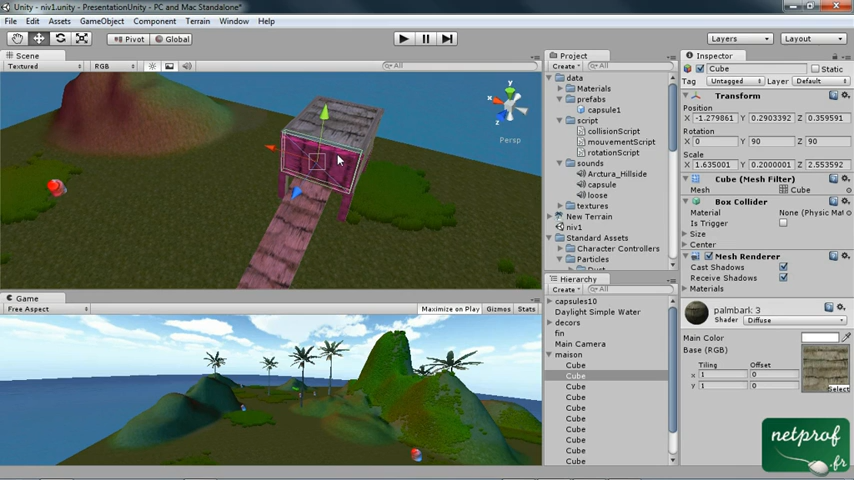 Unity - niv1.unity - PresentationUnity - PC and Mac Standalone*
File Edit Assets GameObject Component Terrain Window Help
Pivot Global Layers Layout
Scene
Textured RGB All
y
x
z
Persp
Game
Free Aspect Maximize on Play Gizmos Stats
Project
Create All
data
Materials
prefabs
capsule1
script
collisionScript
mouvementScript
rotationScript
sounds
Arctura_Hillside
capsule
loose
textures
New Terrain
niv1
Standard Assets
Character Controllers
Particles
Dust
Hierarchy
Create All
capsules10
Daylight Simple Water
decors
fin
Main Camera
maison
Cube
Cube
Cube
Cube
Cube
Cube
Cube
Cube
Cube
Cube
Inspector
Cube Static
Tag Untagged Layer Default
Transform
Position
X -1.279861 Y 0.2903392 Z 0.359591
Rotation
X 0 Y 90 Z 90
Scale
X 1.635001 Y 0.2000001 Z 2.553592
Cube (Mesh Filter)
Mesh Cube
Box Collider
Material None (Physic Mat
Is Trigger
Size
Center
Mesh Renderer
Cast Shadows
Receive Shadows
Materials
palmbark 3
Shader Diffuse
Main Color
Base (RGB)
Tiling Offset
x 1 0
y 1 0
Select
netprof
.fr